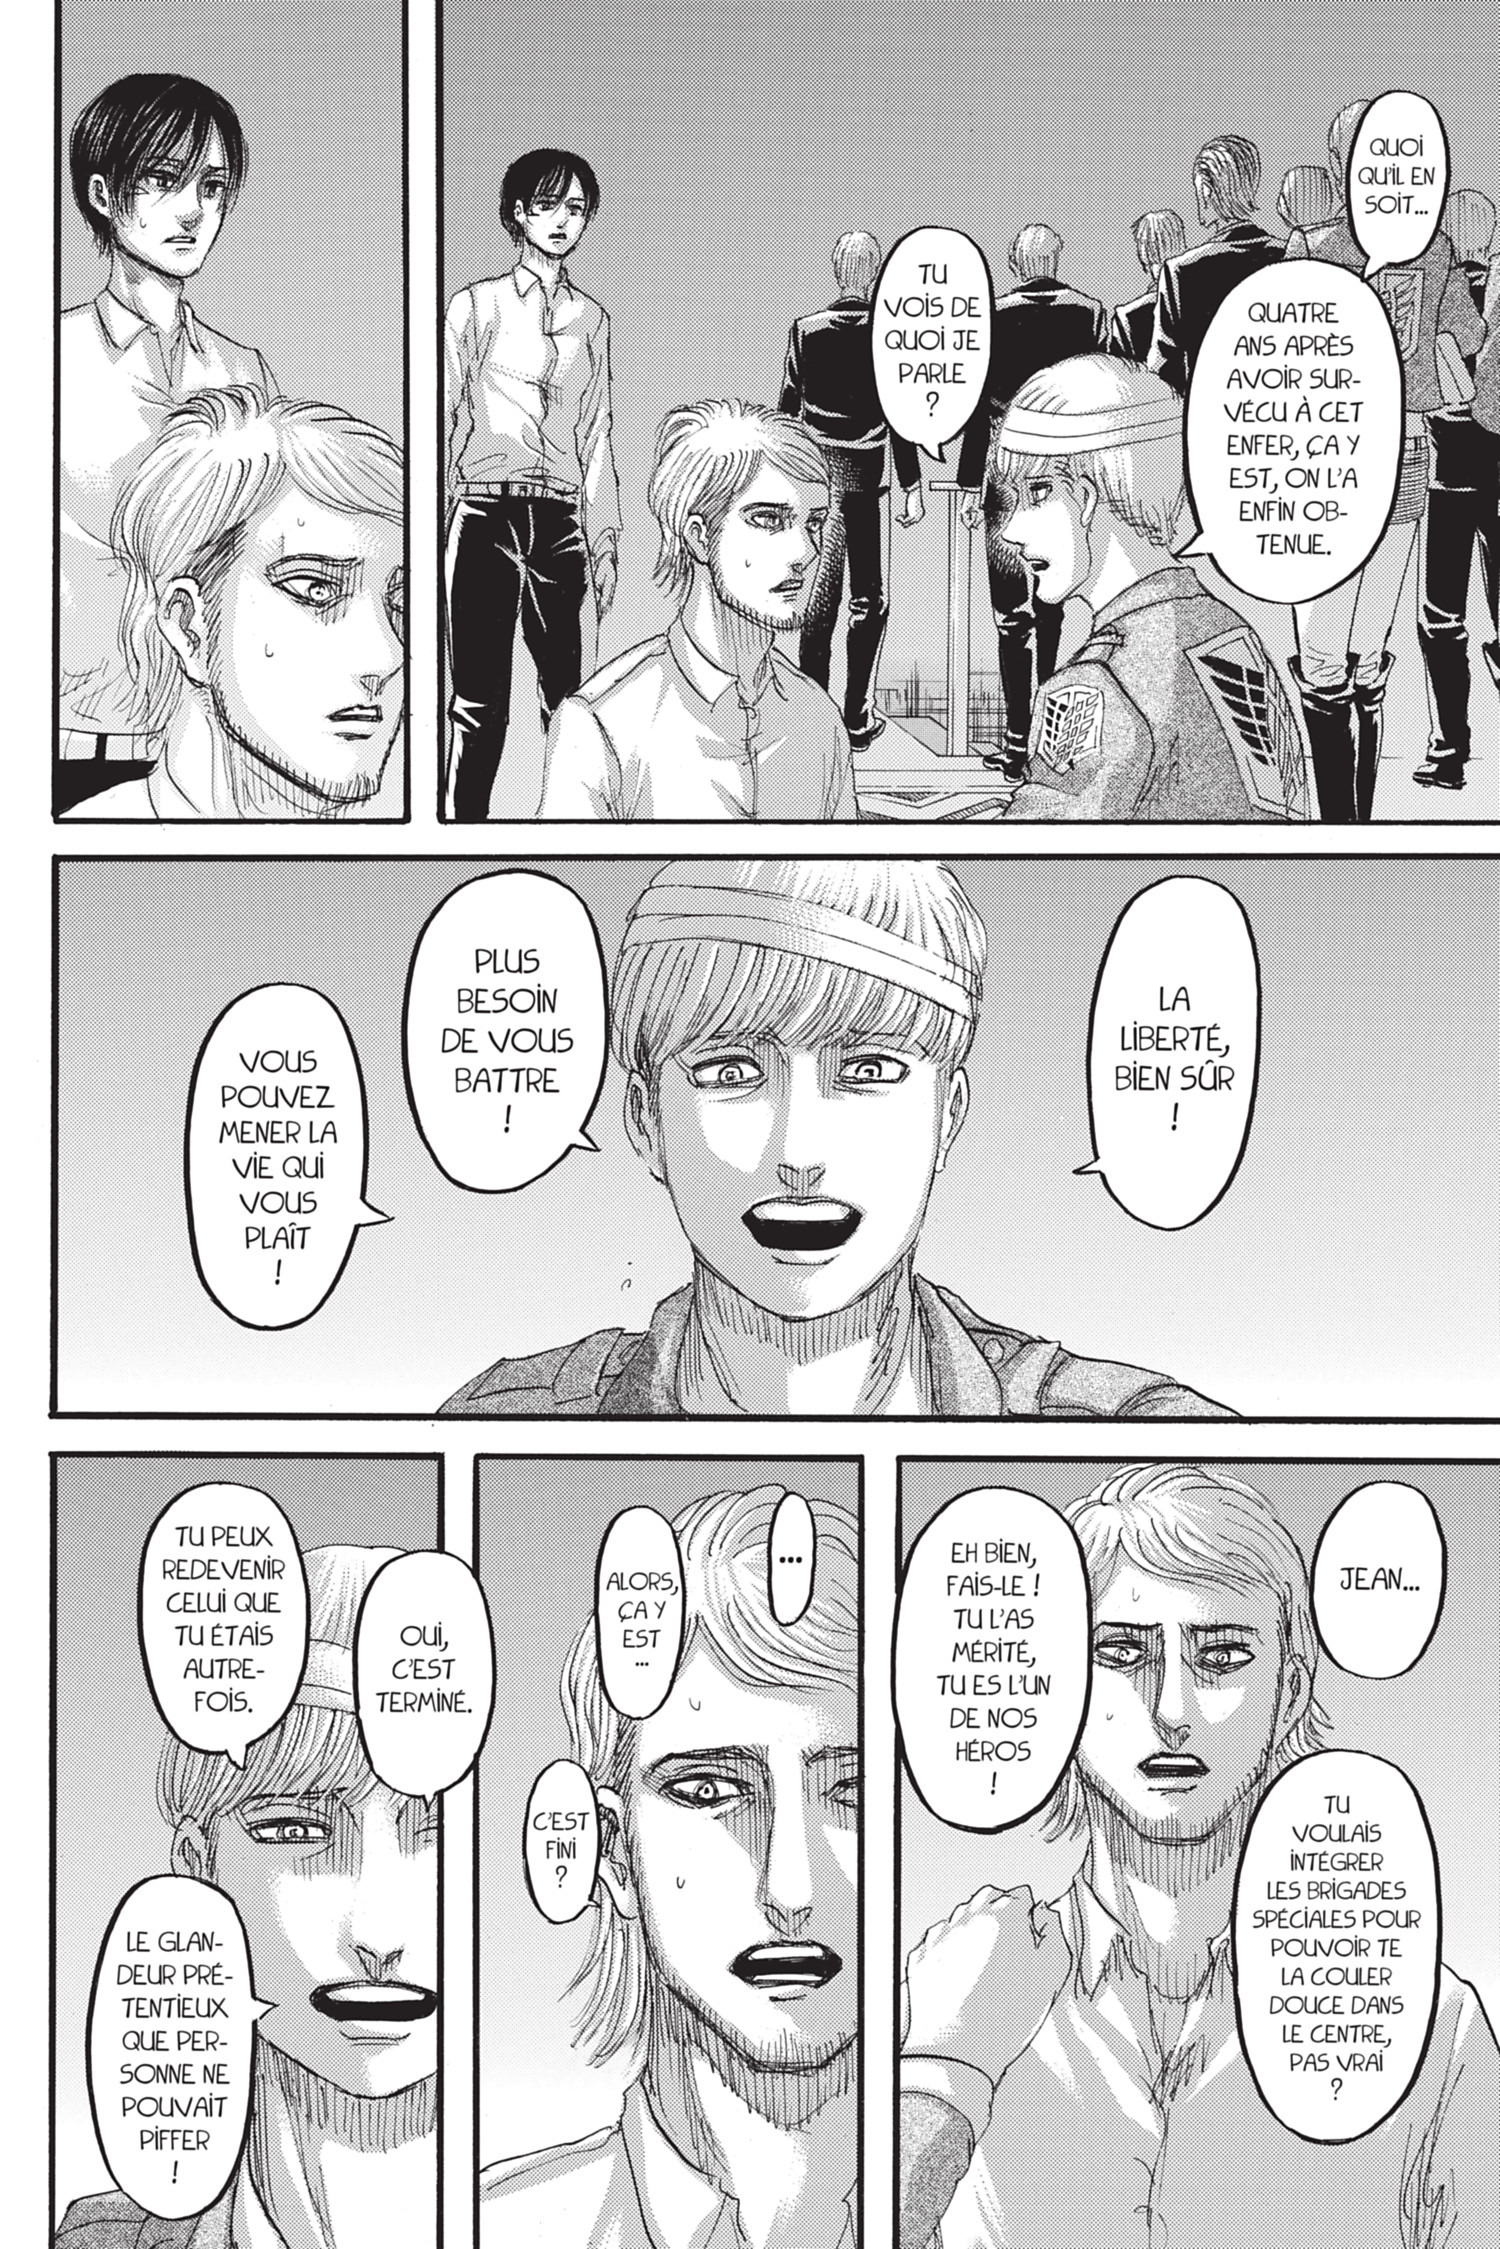 QUOI
QU'IL EN
SOIT...
QUATRE
ANS APRÈS
AVOIR SUR-
VÉCU À CET
ENFER, ÇA Y
EST, ON L'A
ENFIN OB-
TENUE.
TU
VOIS DE
QUOI JE
PARLE
?
LA
LIBERTÉ,
BIEN SÛR
!
PLUS
BESOIN
DE VOUS
BATTRE
!
VOUS
POUVEZ
MENER LA
VIE QUI
VOUS
PLAÎT
!
JEAN...
TU
VOULAIS
INTÉGRER
LES BRIGADES
SPÉCIALES POUR
POUVOIR TE
LA COULER
DOUCE DANS
LE CENTRE,
PAS VRAI
?
EH BIEN,
FAIS-LE !
TU L'AS
MÉRITÉ,
TU ES L'UN
DE NOS
HÉROS
!
...
ALORS,
ÇA Y
EST
...
C'EST
FINI
?
OUI,
C'EST
TERMINÉ.
TU PEUX
REDEVENIR
CELUI QUE
TU ÉTAIS
AUTRE-
FOIS.
LE GLAN-
DEUR PRÉ-
TENTIEUX
QUE PER-
SONNE NE
POUVAIT
PIFFER
!